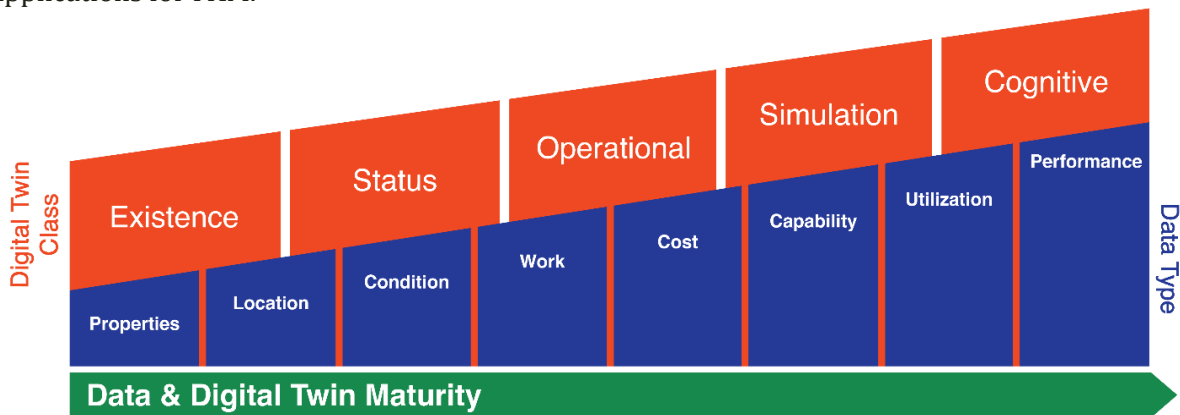 Cognitive
Simulation
Operational
Status
Existence
Digital Twin
Class
Performance
Utilization
Capability
Cost
Work
Condition
Location
Properties
Data Type
Data & Digital Twin Maturity